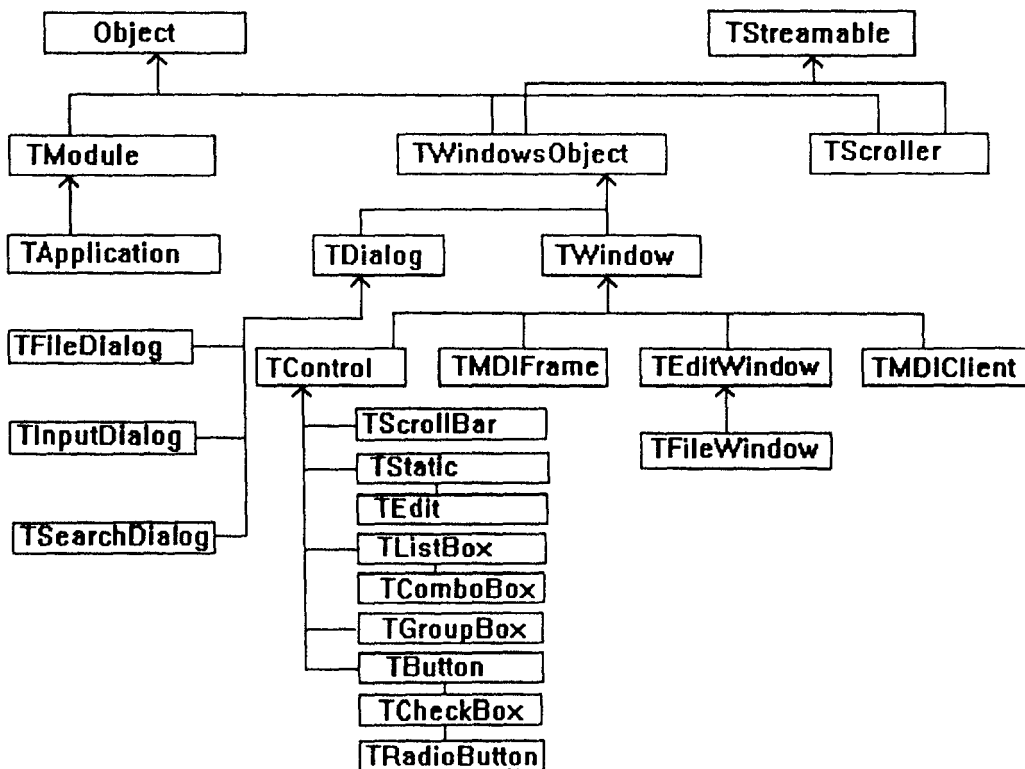 Object
TStreamable
TModule
TWindowsObject
TScroller
TApplication
TDialog
TWindow
TFileDialog
TControl
TMDIFrame
TEditWindow
TMDIClient
TInputDialog
TScrollBar
TFileWindow
TStatic
TEdit
TSearchDialog
TListBox
TComboBox
TGroupBox
TButton
TCheckBox
TRadioButton